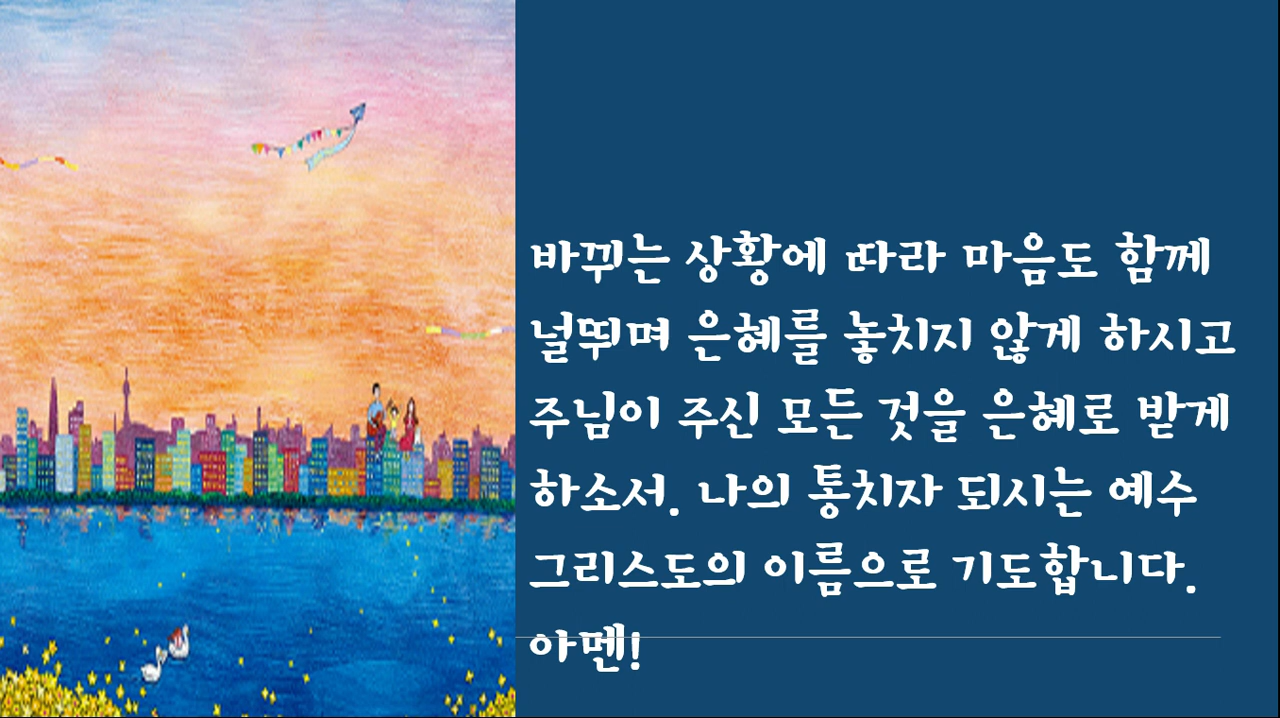 바뀌는 상황에 따라 마음도 함께
널뛰며 은혜를 놓치지 않게 하시고
주님이 주신 모든 것을 은혜로 받게
하소서. 나의 통치자 되시는 예수
그리스도의 이름으로 기도합니다.
아멘!